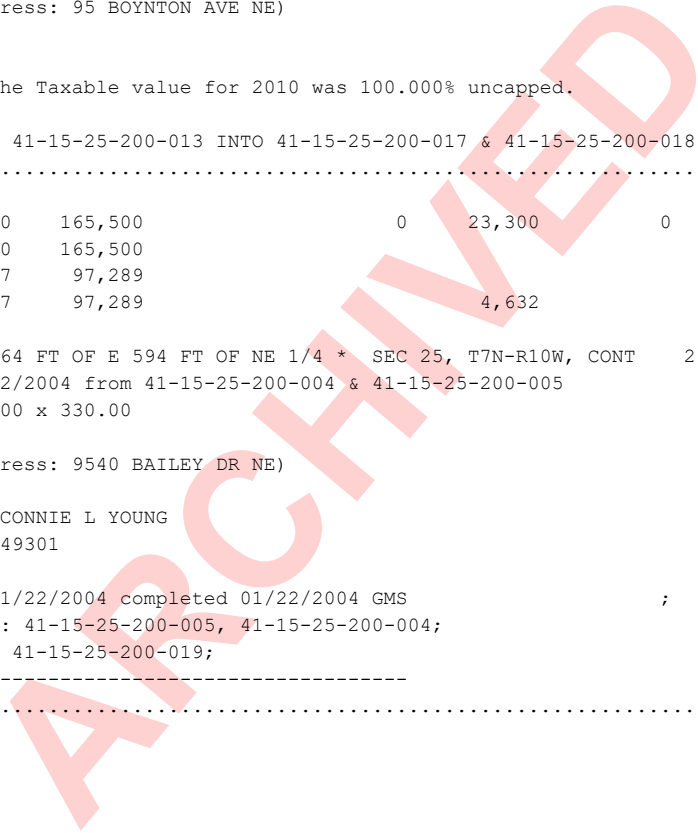 ress: 95 BOYNTON AVE NE)
he Taxable value for 2010 was 100.000% uncapped.
41-15-25-200-013 INTO 41-15-25-200-017 & 41-15-25-200-018
..........................................................
0 165,500 0 23,300 0
0 165,500
7 97,289
7 97,289 4,632
64 FT OF E 594 FT OF NE 1/4 * SEC 25, T7N-R10W, CONT 2
2/2004 from 41-15-25-200-004 & 41-15-25-200-005
00 x 330.00
ress: 9540 BAILEY DR NE)
CONNIE L YOUNG
49301
1/22/2004 completed 01/22/2004 GMS ;
: 41-15-25-200-005, 41-15-25-200-004;
41-15-25-200-019;
----------------------------------
..........................................................
ARCHIVED